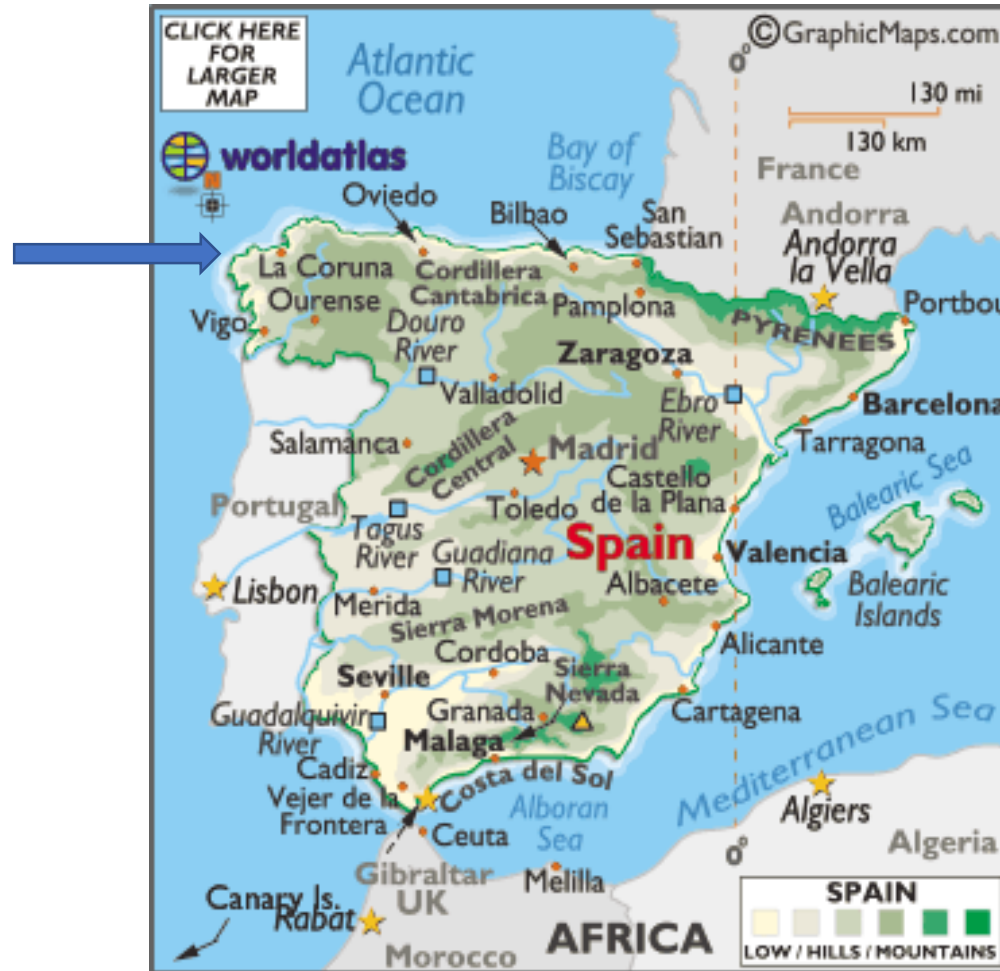 CLICK HERE
FOR
LARGER
MAP
Atlantic
Ocean
©GraphicMaps.com
0°
130 mi
130 km
worldatlas
N
Bay of
Biscay
France
Oviedo
Bilbao
San
Sebastian
Andorra
Andorra
la Vella
La Coruna
Cordillera
Cantabrica
Ourense
Pamplona
Portbou
Vigo
Douro
River
PYRENEES
Zaragoza
Valladolid
Ebro
River
Barcelona
Salamanca
Cordillera
Central
Madrid
Tarragona
Castello
de la Plana
Balearic Sea
Portugal
Toledo
Tagus
River
Spain
Guadiana
River
Valencia
Lisbon
Merida
Albacete
Balearic
Islands
Sierra Morena
Alicante
Cordoba
Sierra
Nevada
Seville
Guadalquivir
River
Granada
Cartagena
Malaga
Mediterranean Sea
Cadiz
Costa del Sol
Vejer de la
Frontera
Alboran
Sea
Algiers
Ceuta
0°
Algeria
Gibraltar
UK
Melilla
Canary Is.
Rabat
Morocco
AFRICA
SPAIN
LOW / HILLS / MOUNTAINS